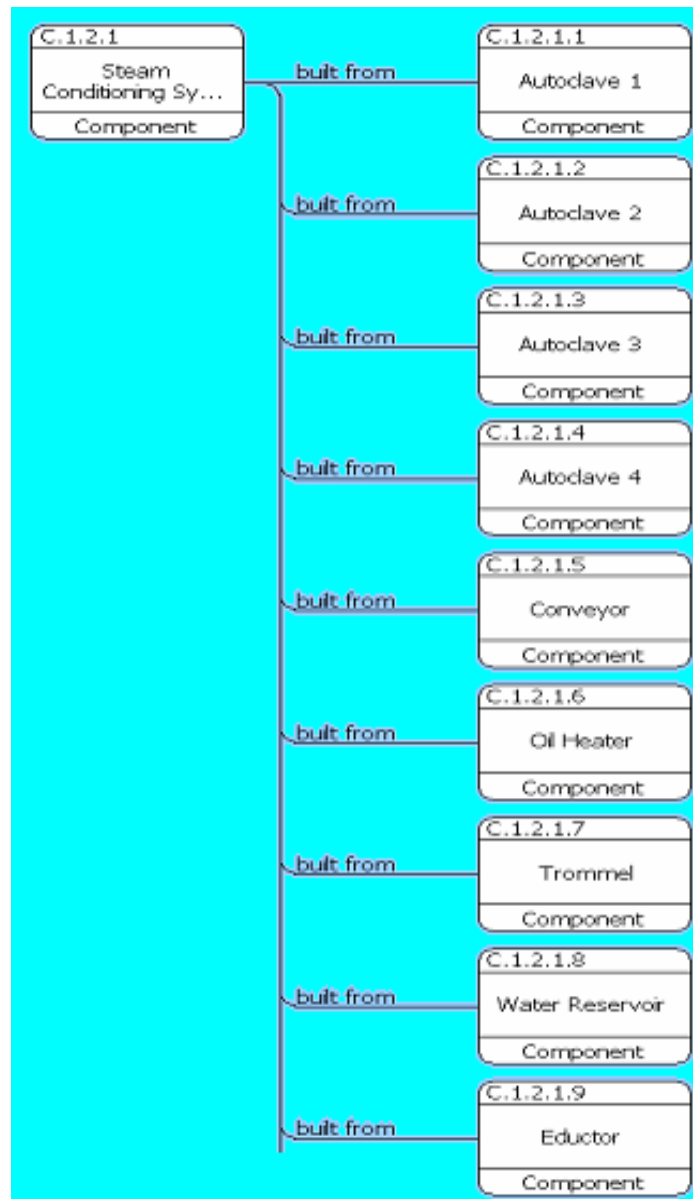 C.1.2.1
Steam
Conditioning Sy...
Component
built from
C.1.2.1.1
Autoclave 1
Component
built from
C.1.2.1.2
Autoclave 2
Component
built from
C.1.2.1.3
Autoclave 3
Component
built from
C.1.2.1.4
Autoclave 4
Component
built from
C.1.2.1.5
Conveyor
Component
built from
C.1.2.1.6
Oil Heater
Component
built from
C.1.2.1.7
Trommel
Component
built from
C.1.2.1.8
Water Reservoir
Component
built from
C.1.2.1.9
Eductor
Component